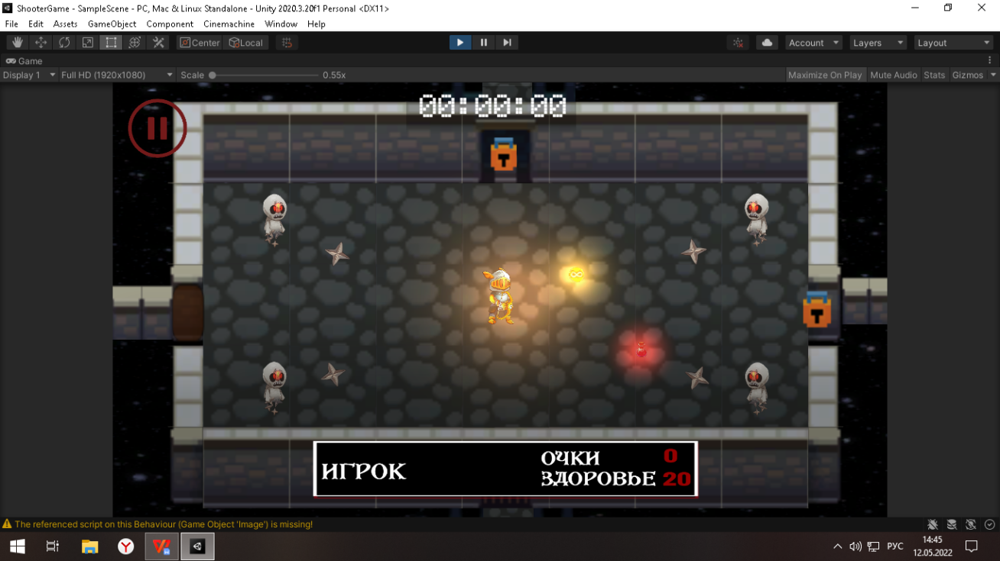 ShooterGame - SampleScene - PC, Mac & Linux Standalone - Unity 2020.3.20f1 Personal <DX11>
File Edit Assets GameObject Component Cinemachine Window Help
Center Local Account Layers Layout
Game
Display 1 Full HD (1920x1080) Scale 0.55x Maximize On Play Mute Audio Stats Gizmos
00:00:00
ИГРОК
ОЧКИ 0
ЗДОРОВЬЕ 20
The referenced script on this Behaviour (Game Object 'Image') is missing!
РУС
14:45
12.05.2022